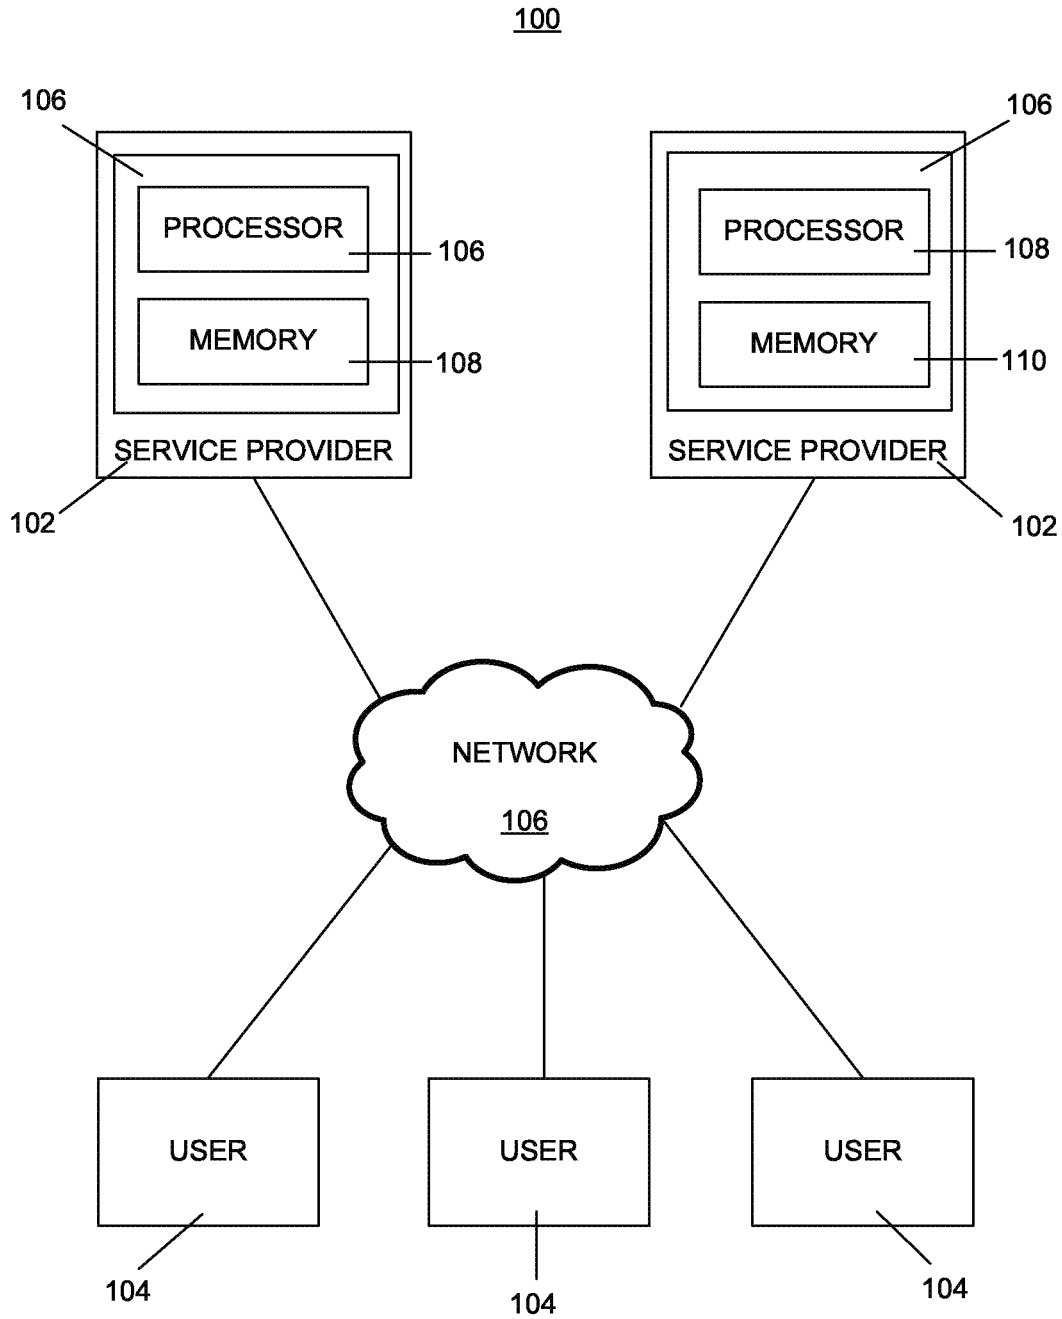 100
106
106
PROCESSOR
106
PROCESSOR
108
MEMORY
108
MEMORY
110
SERVICE PROVIDER
SERVICE PROVIDER
102
102
NETWORK
106
USER
USER
USER
104
104
104